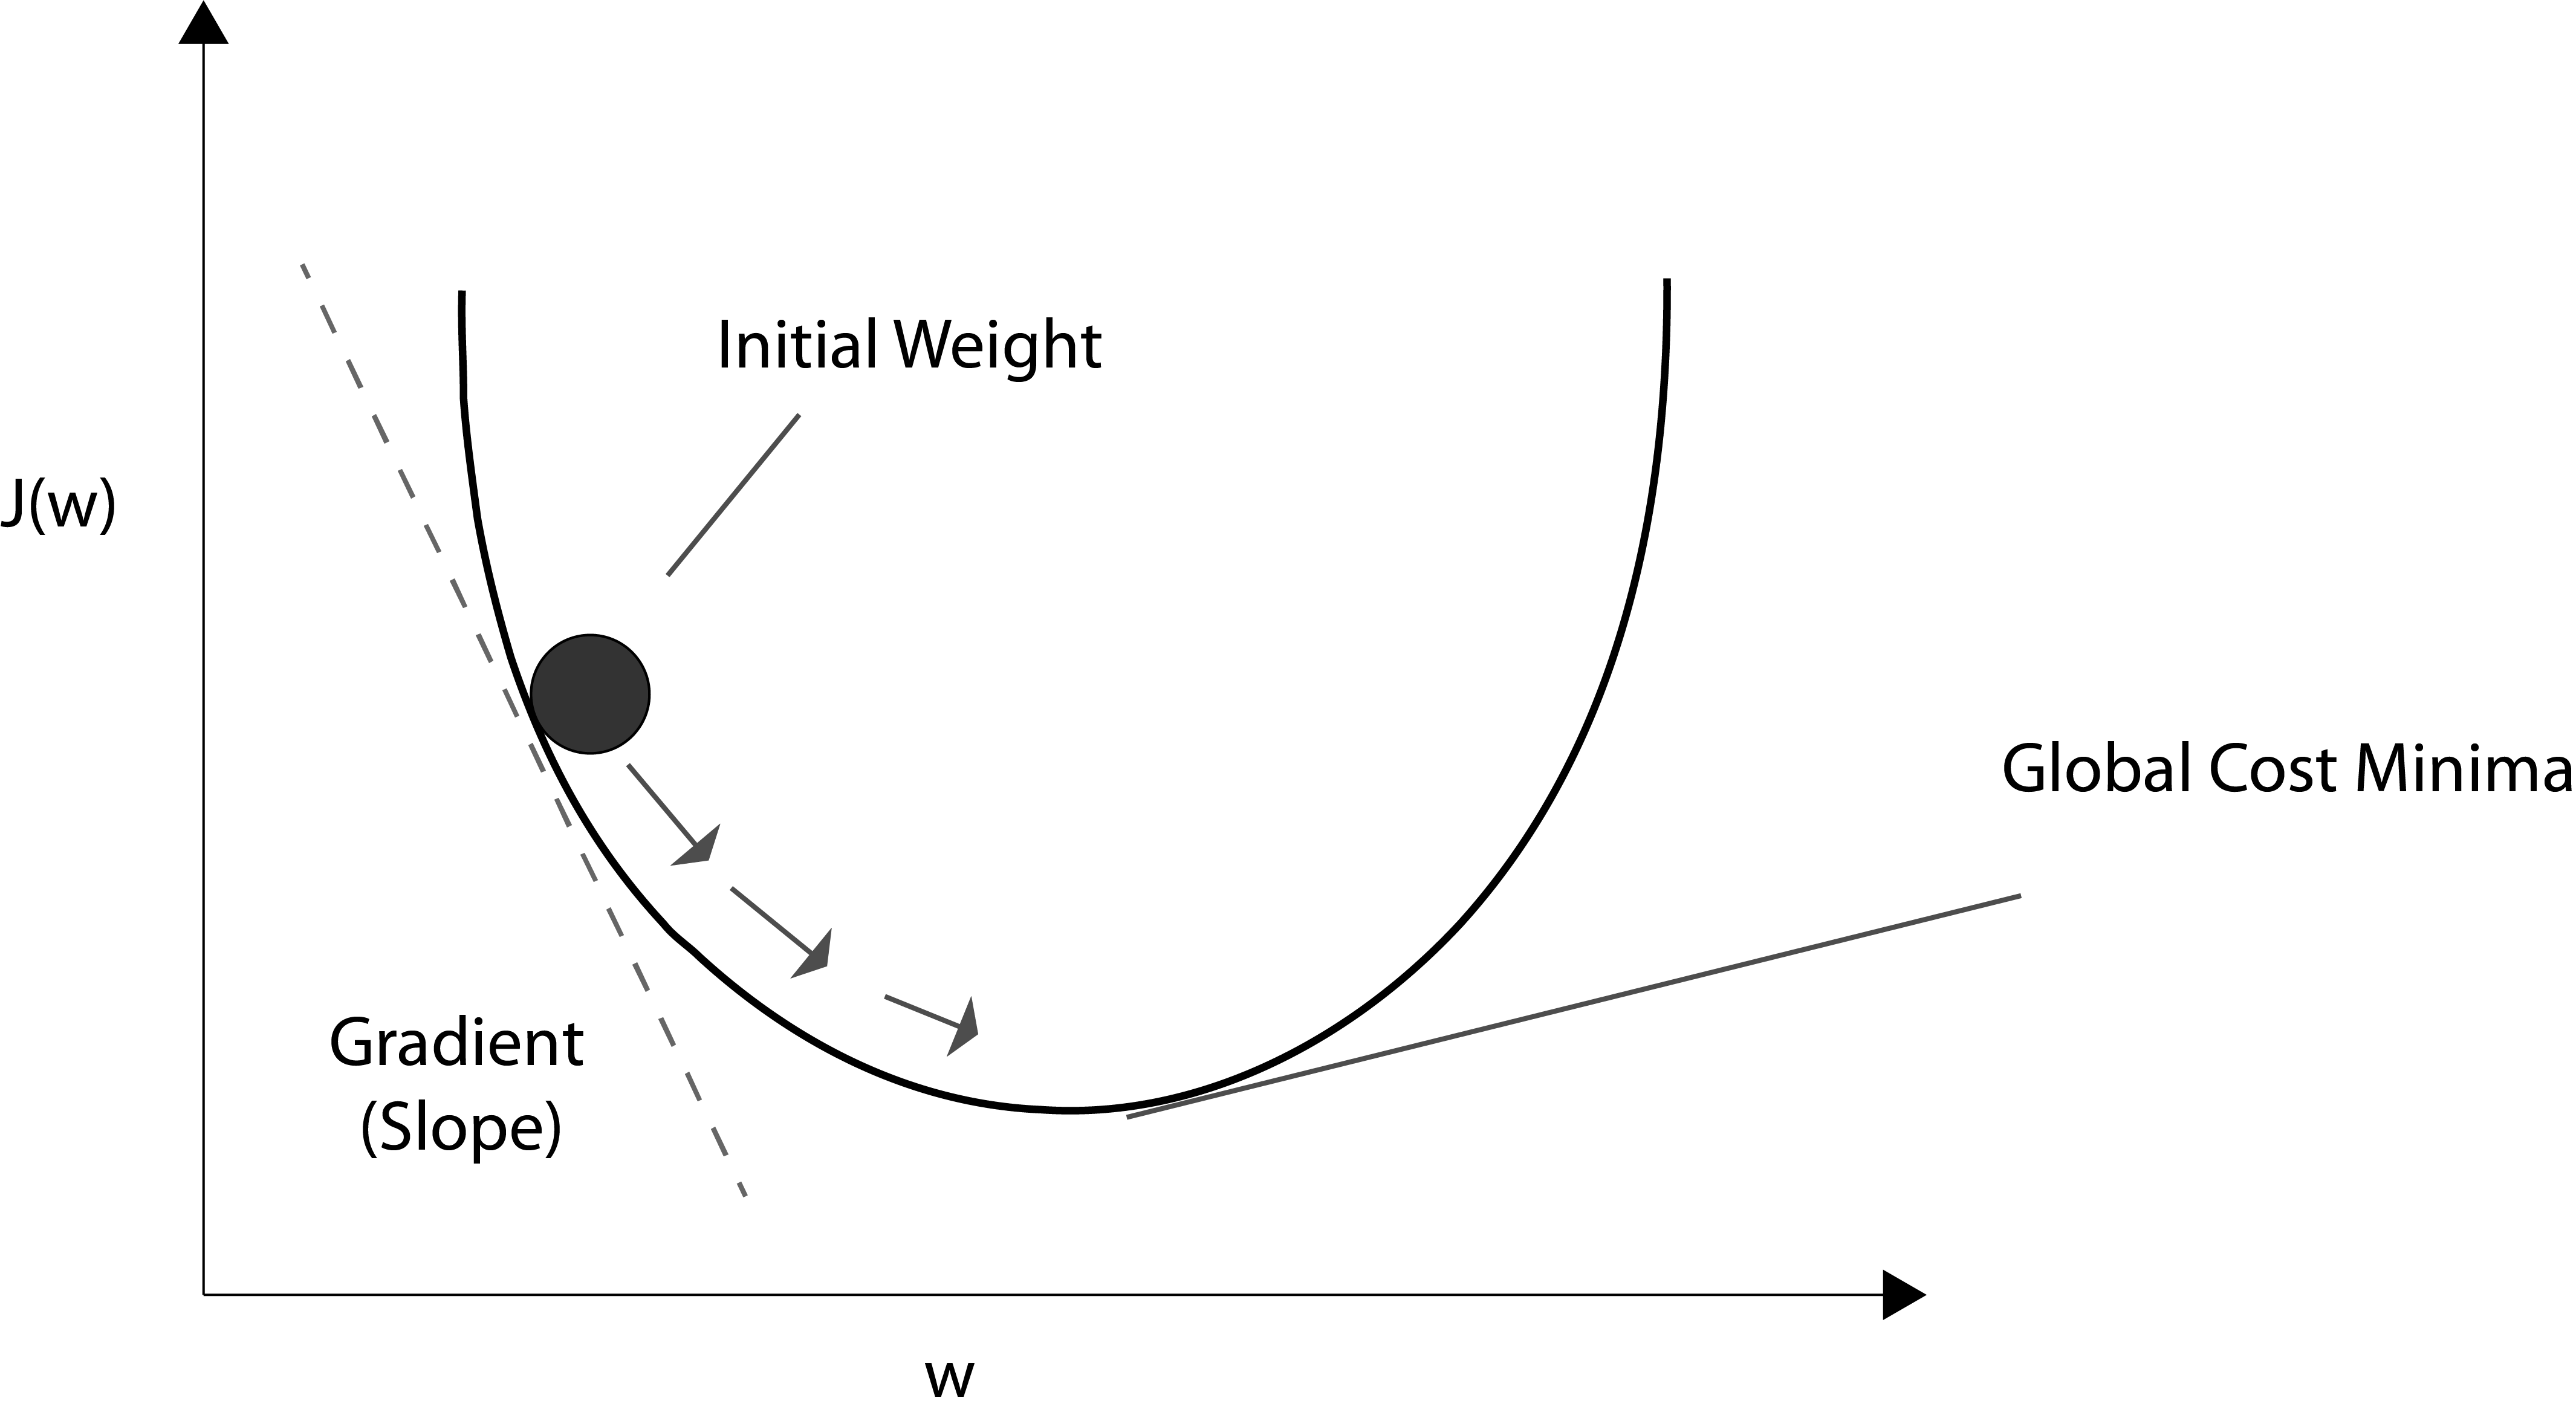 Initial Weight
J(w)
Global Cost Minima
Gradient
(Slope)
w